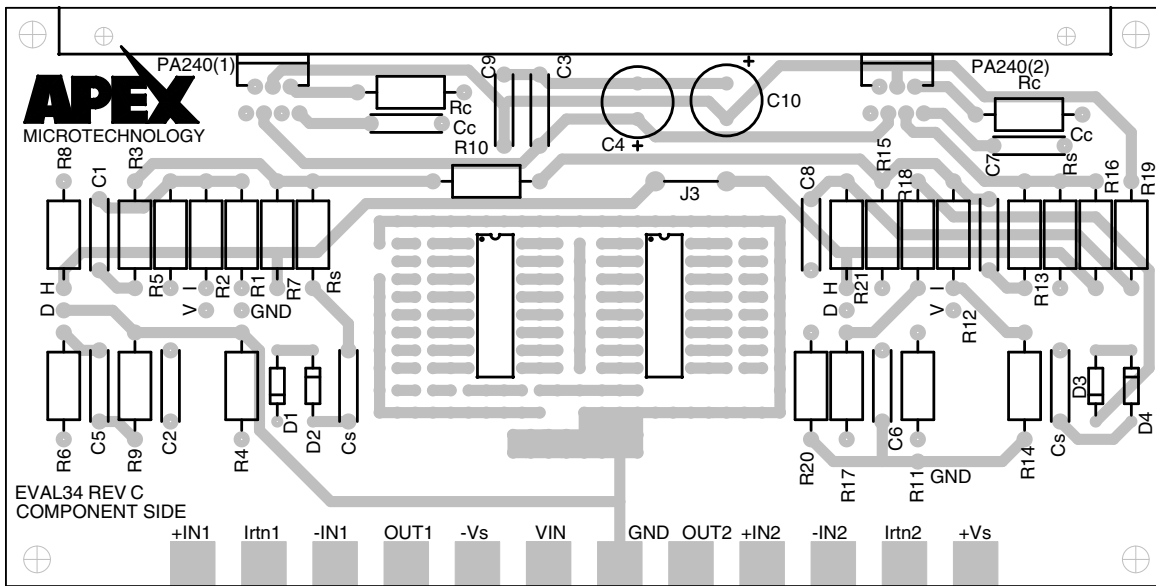 APEX
MICROTECHNOLOGY
PA240(1)
Rc
Cc
R10
C9
C3
C4
+
+
C10
PA240(2)
Rc
Cc
Rs
C7
R8
C1
R3
J3
C8
R15
R18
R16
R19
H
D
R5
I
V
R2
R1
GND
R7
Rs
H
D
R21
I
V
R12
R13
R6
C5
R9
C2
R4
D1
D2
Cs
R20
R17
C6
R11
GND
R14
Cs
D3
D4
EVAL34 REV C
COMPONENT SIDE
+IN1 Irtn1 -IN1 OUT1 -Vs VIN GND OUT2 +IN2 -IN2 Irtn2 +Vs